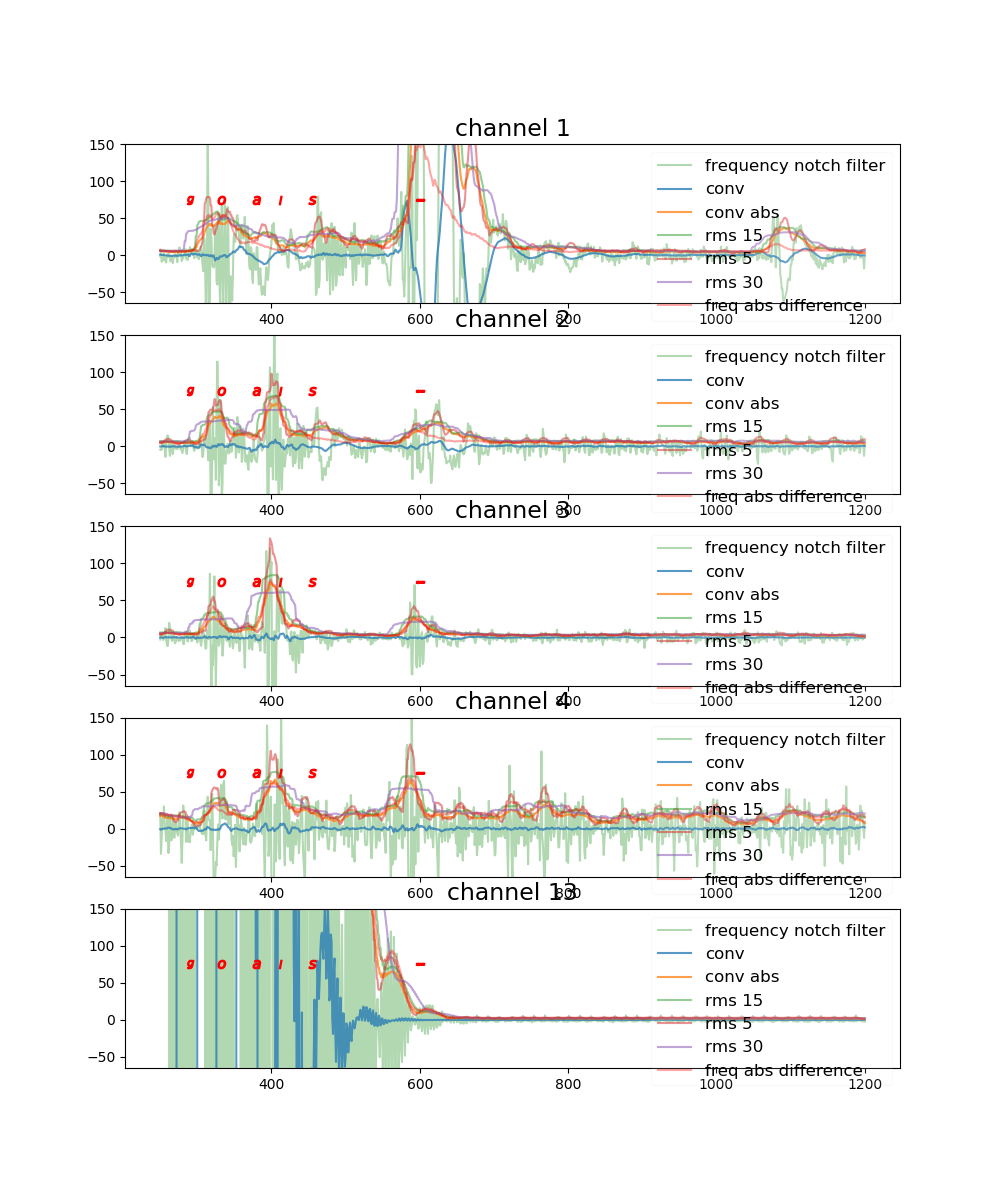 channel 1
150
100
50
0
−50
g o a ı s –
frequency notch filter
conv
conv abs
rms 15
rms 5
rms 30
freq abs difference
400 600 800 1000 1200
channel 2
150
100
50
0
−50
g o a ı s –
frequency notch filter
conv
conv abs
rms 15
rms 5
rms 30
freq abs difference
400 600 800 1000 1200
channel 3
150
100
50
0
−50
g o a ı s –
frequency notch filter
conv
conv abs
rms 15
rms 5
rms 30
freq abs difference
400 600 800 1000 1200
channel 4
150
100
50
0
−50
g o a ı s –
frequency notch filter
conv
conv abs
rms 15
rms 5
rms 30
freq abs difference
400 600 800 1000 1200
channel 13
150
100
50
0
−50
g o a ı s –
frequency notch filter
conv
conv abs
rms 15
rms 5
rms 30
freq abs difference
400 600 800 1000 1200